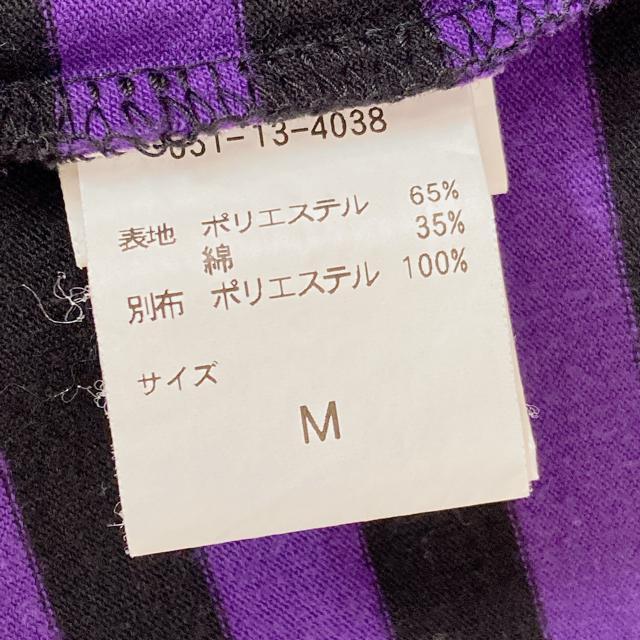 031-13-4038
表地 ポリエステル 65%
綿 35%
別布 ポリエステル 100%
サイズ
M